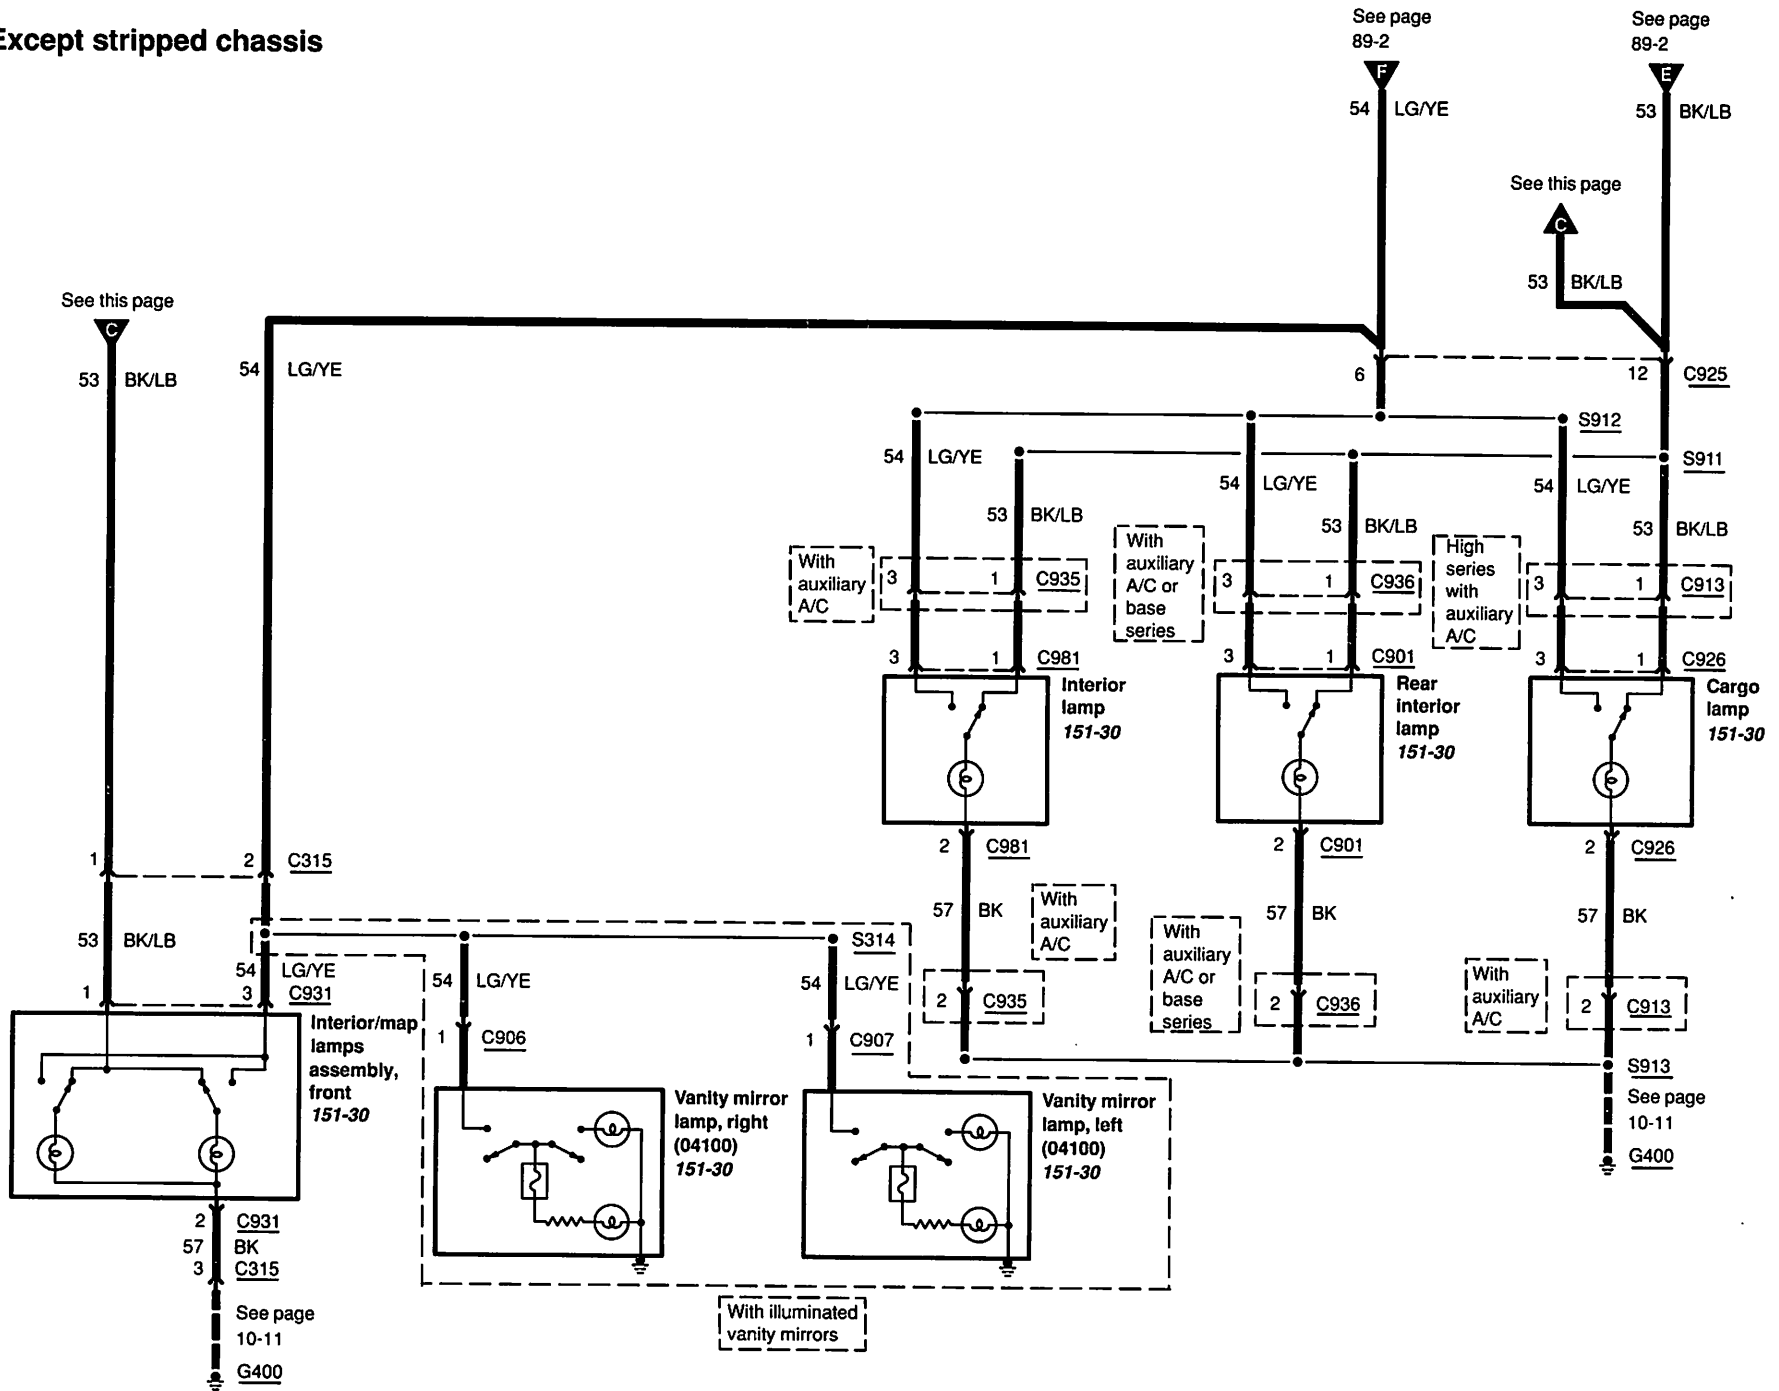 Except stripped chassis
See page
89-2
F
54 LG/YE
See page
89-2
E
53 BK/LB
See this page
C
53 BK/LB
See this page
C
53 BK/LB
54 LG/YE
6
12 C925
S912
S911
54 LG/YE
53 BK/LB
54 LG/YE
53 BK/LB
54 LG/YE
53 BK/LB
With
auxiliary
A/C
3 1 C935
With
auxiliary
A/C or
base
series
3 1 C936
High
series
with
auxiliary
A/C
3 1 C913
3 1 C981
3 1 C901
3 1 C926
Interior
lamp
151-30
Rear
interior
lamp
151-30
Cargo
lamp
151-30
2 C981
2 C901
2 C926
57 BK
With
auxiliary
A/C
57 BK
With
auxiliary
A/C or
base
series
57 BK
With
auxiliary
A/C
2 C935
2 C936
2 C913
S913
See page
10-11
G400
1 2 C315
53 BK/LB
54 LG/YE
1 3 C931
S314
54 LG/YE
54 LG/YE
1 C906
1 C907
Interior/map
lamps
assembly,
front
151-30
Vanity mirror
lamp, right
(04100)
151-30
Vanity mirror
lamp, left
(04100)
151-30
2 C931
57 BK
3 C315
See page
10-11
G400
With illuminated
vanity mirrors